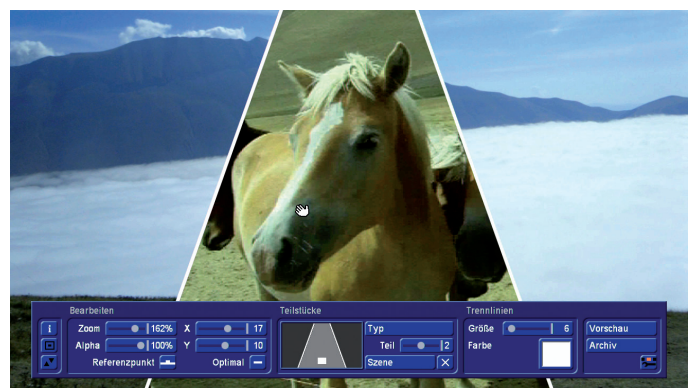 Bearbeiten
Zoom 162% X 17
Alpha 100% Y 10
Referenzpunkt Optimal
Teilstücke
Typ
Teil 2
Szene
Trennlinien
Größe 6
Farbe
Vorschau
Archiv
i